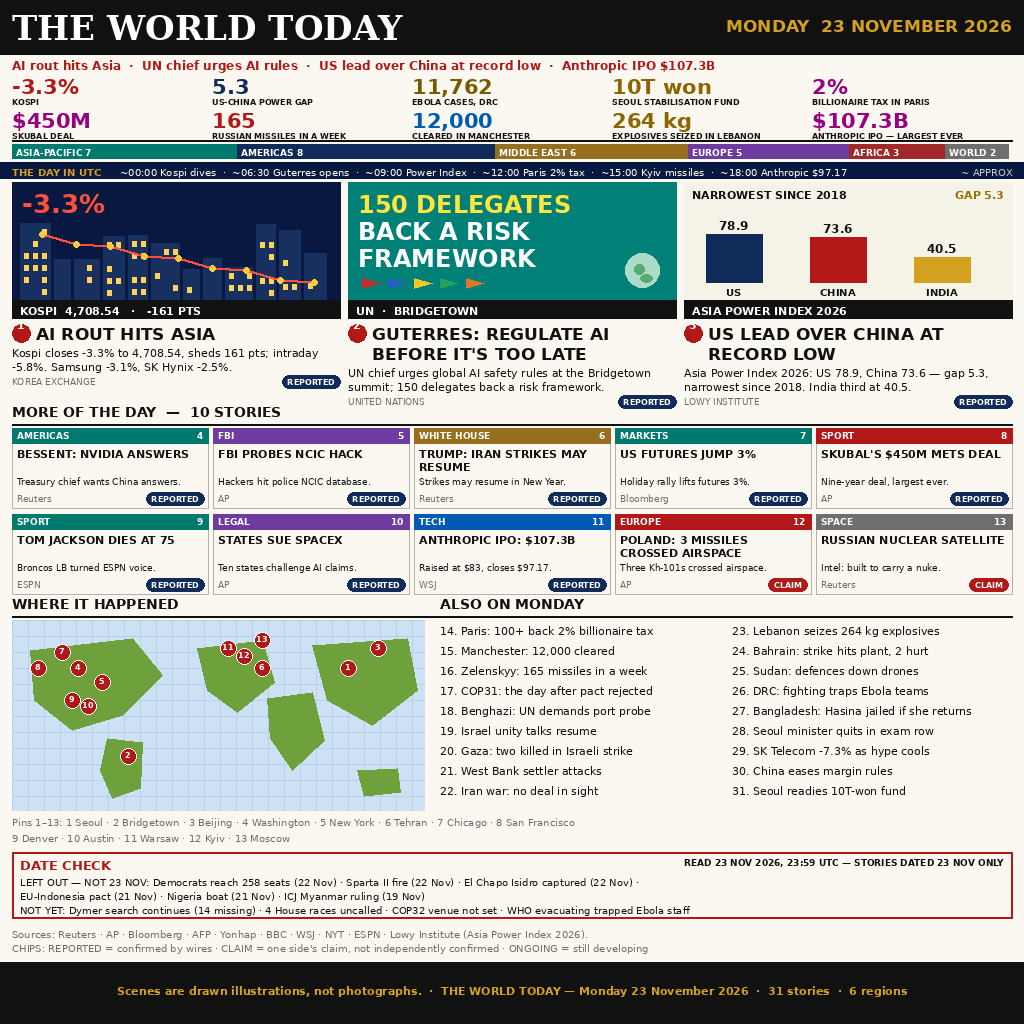 THE WORLD TODAY
MONDAY 23 NOVEMBER 2026
AI rout hits Asia · UN chief urges AI rules · US lead over China at record low · Anthropic IPO $107.3B
-3.3%
KOSPI
5.3
US-CHINA POWER GAP
11,762
EBOLA CASES, DRC
10T won
SEOUL STABILISATION FUND
2%
BILLIONAIRE TAX IN PARIS
$450M
SKUBAL DEAL
165
RUSSIAN MISSILES IN A WEEK
12,000
CLEARED IN MANCHESTER
264 kg
EXPLOSIVES SEIZED IN LEBANON
$107.3B
ANTHROPIC IPO — LARGEST EVER
ASIA-PACIFIC 7
AMERICAS 8
MIDDLE EAST 6
EUROPE 5
AFRICA 3
WORLD 2
THE DAY IN UTC
~00:00 Kospi dives · ~06:30 Guterres opens · ~09:00 Power Index · ~12:00 Paris 2% tax · ~15:00 Kyiv missiles · ~18:00 Anthropic $97.17
~ APPROX
-3.3%
KOSPI 4,708.54 · -161 PTS
150 DELEGATES
BACK A RISK
FRAMEWORK
UN · BRIDGETOWN
NARROWEST SINCE 2018
GAP 5.3
78.9
73.6
40.5
US
CHINA
INDIA
ASIA POWER INDEX 2026
1
AI ROUT HITS ASIA
Kospi closes -3.3% to 4,708.54, sheds 161 pts; intraday
-5.8%. Samsung -3.1%, SK Hynix -2.5%.
KOREA EXCHANGE
REPORTED
2
GUTERRES: REGULATE AI
BEFORE IT'S TOO LATE
UN chief urges global AI safety rules at the Bridgetown
summit; 150 delegates back a risk framework.
UNITED NATIONS
REPORTED
3
US LEAD OVER CHINA AT
RECORD LOW
Asia Power Index 2026: US 78.9, China 73.6 — gap 5.3,
narrowest since 2018. India third at 40.5.
LOWY INSTITUTE
REPORTED
MORE OF THE DAY — 10 STORIES
AMERICAS 4
BESSENT: NVIDIA ANSWERS
Treasury chief wants China answers.
Reuters
REPORTED
FBI 5
FBI PROBES NCIC HACK
Hackers hit police NCIC database.
AP
REPORTED
WHITE HOUSE 6
TRUMP: IRAN STRIKES MAY
RESUME
Strikes may resume in New Year.
Reuters
REPORTED
MARKETS 7
US FUTURES JUMP 3%
Holiday rally lifts futures 3%.
Bloomberg
REPORTED
SPORT 8
SKUBAL'S $450M METS DEAL
Nine-year deal, largest ever.
AP
REPORTED
SPORT 9
TOM JACKSON DIES AT 75
Broncos LB turned ESPN voice.
ESPN
REPORTED
LEGAL 10
STATES SUE SPACEX
Ten states challenge AI claims.
AP
REPORTED
TECH 11
ANTHROPIC IPO: $107.3B
Raised at $83, closes $97.17.
WSJ
REPORTED
EUROPE 12
POLAND: 3 MISSILES
CROSSED AIRSPACE
Three Kh-101s crossed airspace.
AP
CLAIM
SPACE 13
RUSSIAN NUCLEAR SATELLITE
Intel: built to carry a nuke.
Reuters
CLAIM
WHERE IT HAPPENED
7
8
4
5
9
10
2
11
12
13
6
1
3
Pins 1–13: 1 Seoul · 2 Bridgetown · 3 Beijing · 4 Washington · 5 New York · 6 Tehran · 7 Chicago · 8 San Francisco
9 Denver · 10 Austin · 11 Warsaw · 12 Kyiv · 13 Moscow
ALSO ON MONDAY
14. Paris: 100+ back 2% billionaire tax
15. Manchester: 12,000 cleared
16. Zelenskyy: 165 missiles in a week
17. COP31: the day after pact rejected
18. Benghazi: UN demands port probe
19. Israel unity talks resume
20. Gaza: two killed in Israeli strike
21. West Bank settler attacks
22. Iran war: no deal in sight
23. Lebanon seizes 264 kg explosives
24. Bahrain: strike hits plant, 2 hurt
25. Sudan: defences down drones
26. DRC: fighting traps Ebola teams
27. Bangladesh: Hasina jailed if she returns
28. Seoul minister quits in exam row
29. SK Telecom -7.3% as hype cools
30. China eases margin rules
31. Seoul readies 10T-won fund
DATE CHECK
READ 23 NOV 2026, 23:59 UTC — STORIES DATED 23 NOV ONLY
LEFT OUT — NOT 23 NOV: Democrats reach 258 seats (22 Nov) · Sparta II fire (22 Nov) · El Chapo Isidro captured (22 Nov) ·
EU-Indonesia pact (21 Nov) · Nigeria boat (21 Nov) · ICJ Myanmar ruling (19 Nov)
NOT YET: Dymer search continues (14 missing) · 4 House races uncalled · COP32 venue not set · WHO evacuating trapped Ebola staff
Sources: Reuters · AP · Bloomberg · AFP · Yonhap · BBC · WSJ · NYT · ESPN · Lowy Institute (Asia Power Index 2026).
CHIPS: REPORTED = confirmed by wires · CLAIM = one side's claim, not independently confirmed · ONGOING = still developing
Scenes are drawn illustrations, not photographs. · THE WORLD TODAY — Monday 23 November 2026 · 31 stories · 6 regions